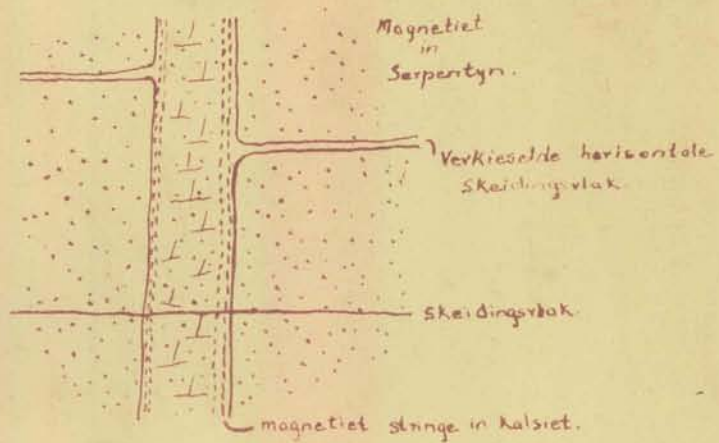 Magnetiet
in
Serpentyn.
Verkieselde horisontale
skeidingsvlak
skeidingsvlak
magnetiet stringe in kalsiet.